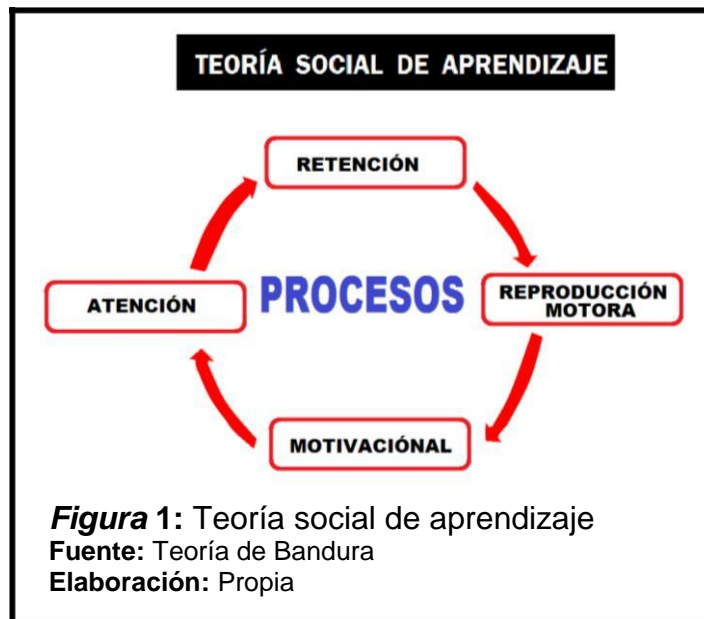 TEORÍA SOCIAL DE APRENDIZAJE
RETENCIÓN
ATENCIÓN
PROCESOS
REPRODUCCIÓN
MOTORA
MOTIVACIÓNAL
Figura 1: Teoría social de aprendizaje
Fuente: Teoría de Bandura
Elaboración: Propia